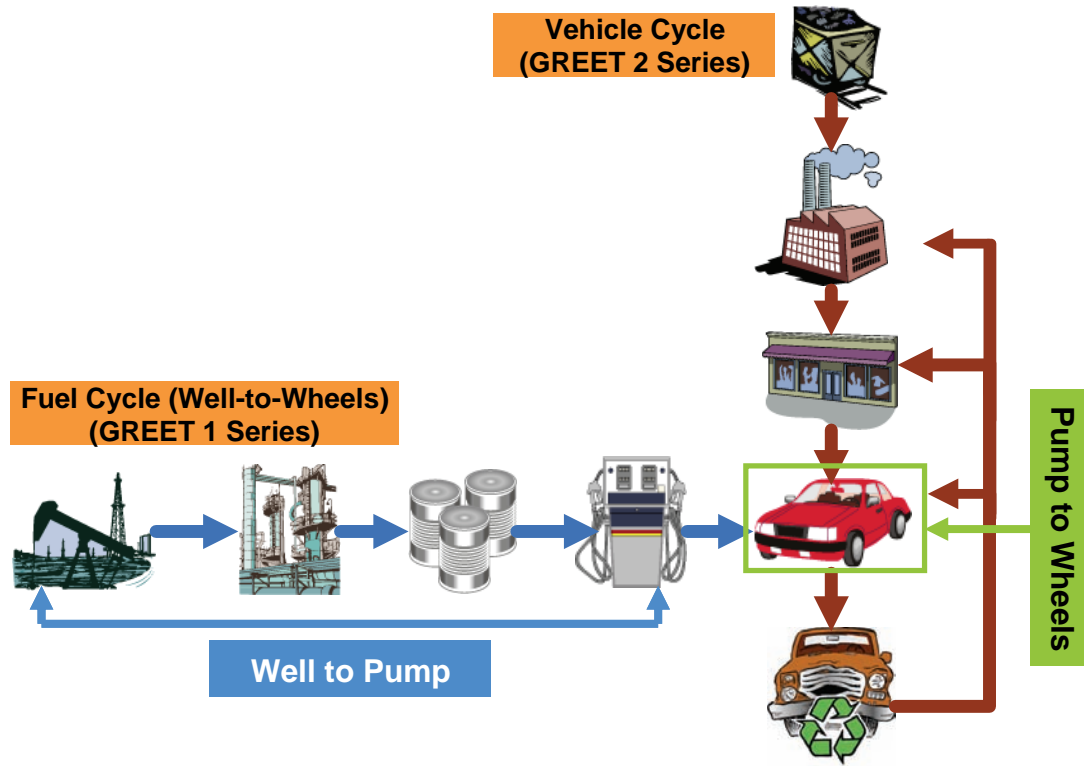 Vehicle Cycle
(GREET 2 Series)
Fuel Cycle (Well-to-Wheels)
(GREET 1 Series)
Pump to Wheels
Well to Pump